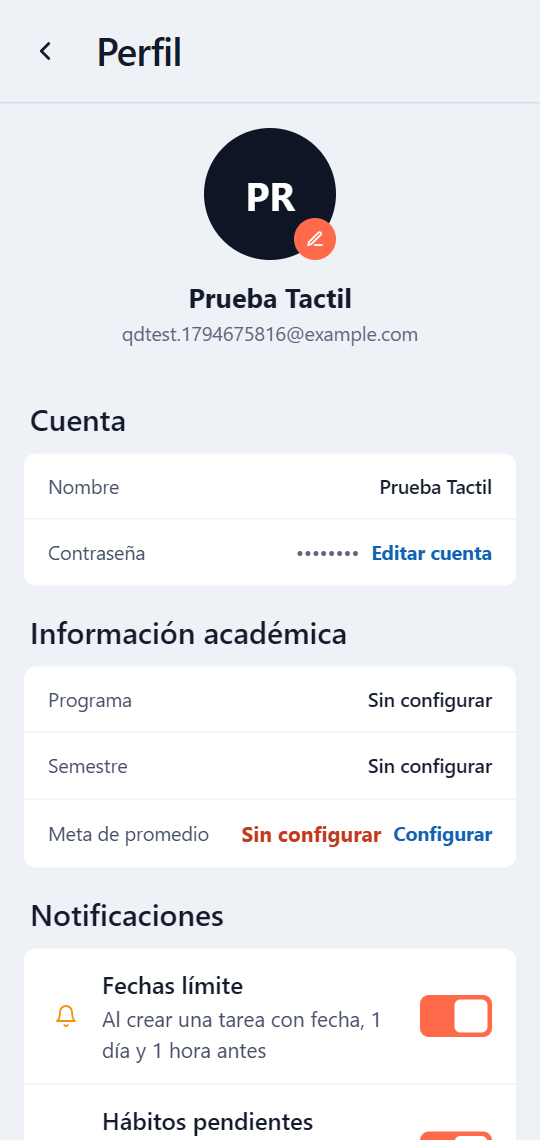 Perfil
PR
Prueba Tactil
qdtest.1794675816@example.com
Cuenta
Nombre Prueba Tactil
Contraseña •••••••• Editar cuenta
Información académica
Programa Sin configurar
Semestre Sin configurar
Meta de promedio Sin configurar Configurar
Notificaciones
Fechas límite
Al crear una tarea con fecha, 1
día y 1 hora antes
Hábitos pendientes